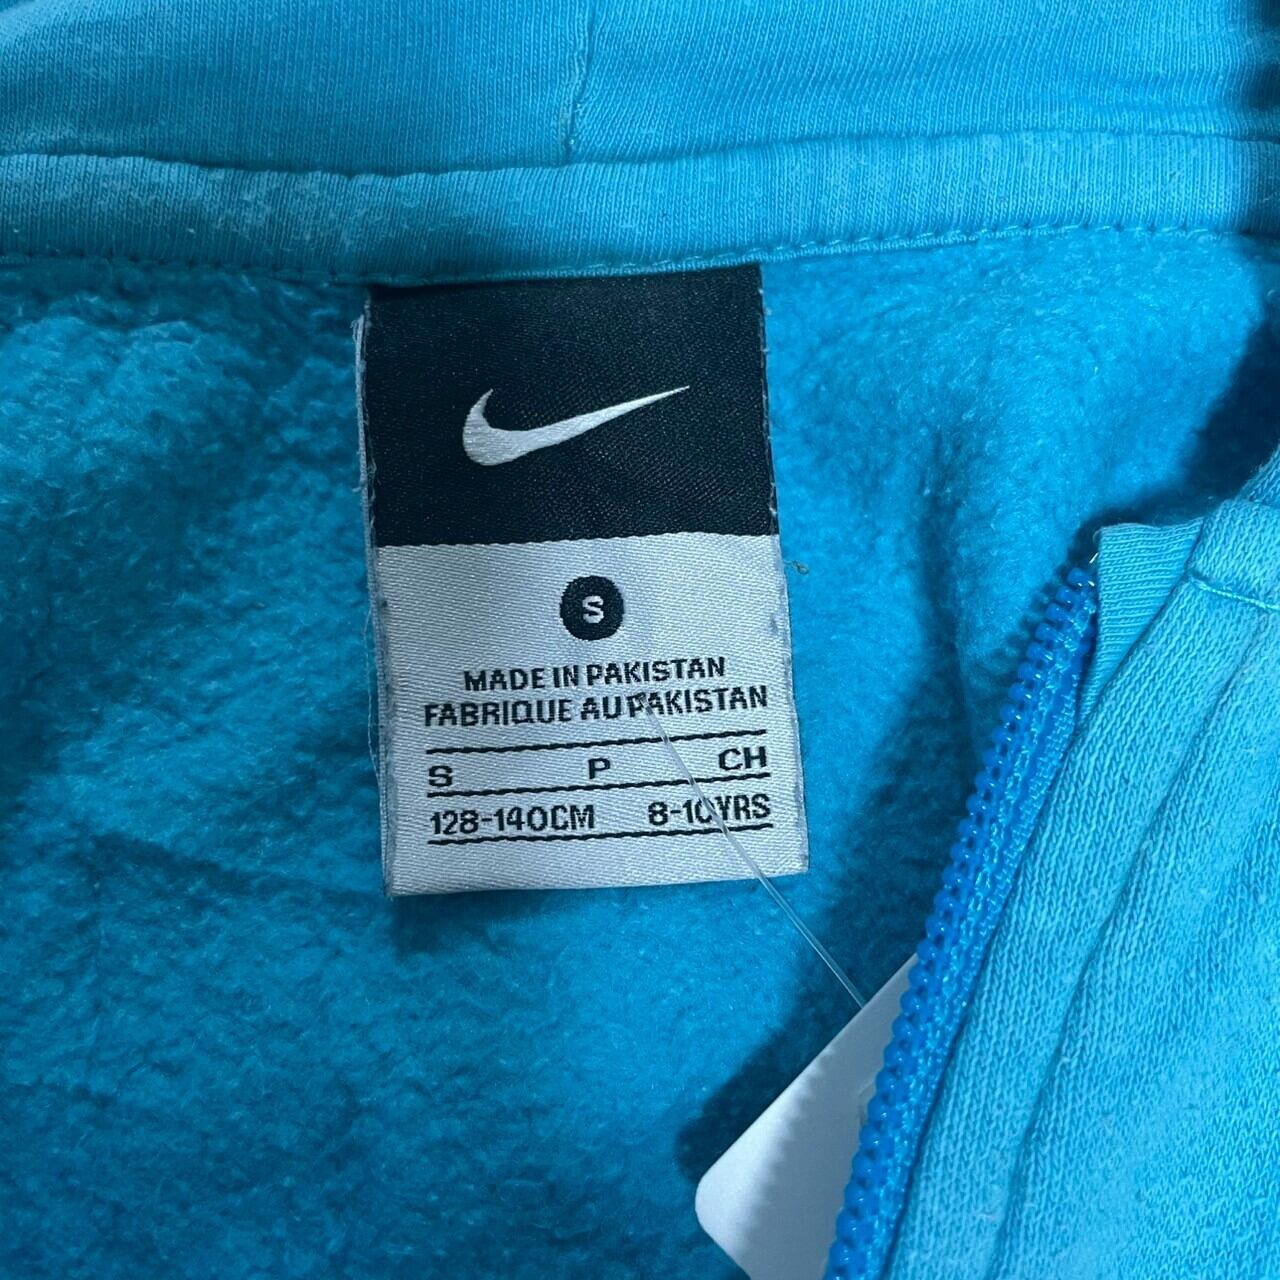 S
MADE IN PAKISTAN
FABRIQUE AU PAKISTAN
S P CH
128-140CM 8-10YRS